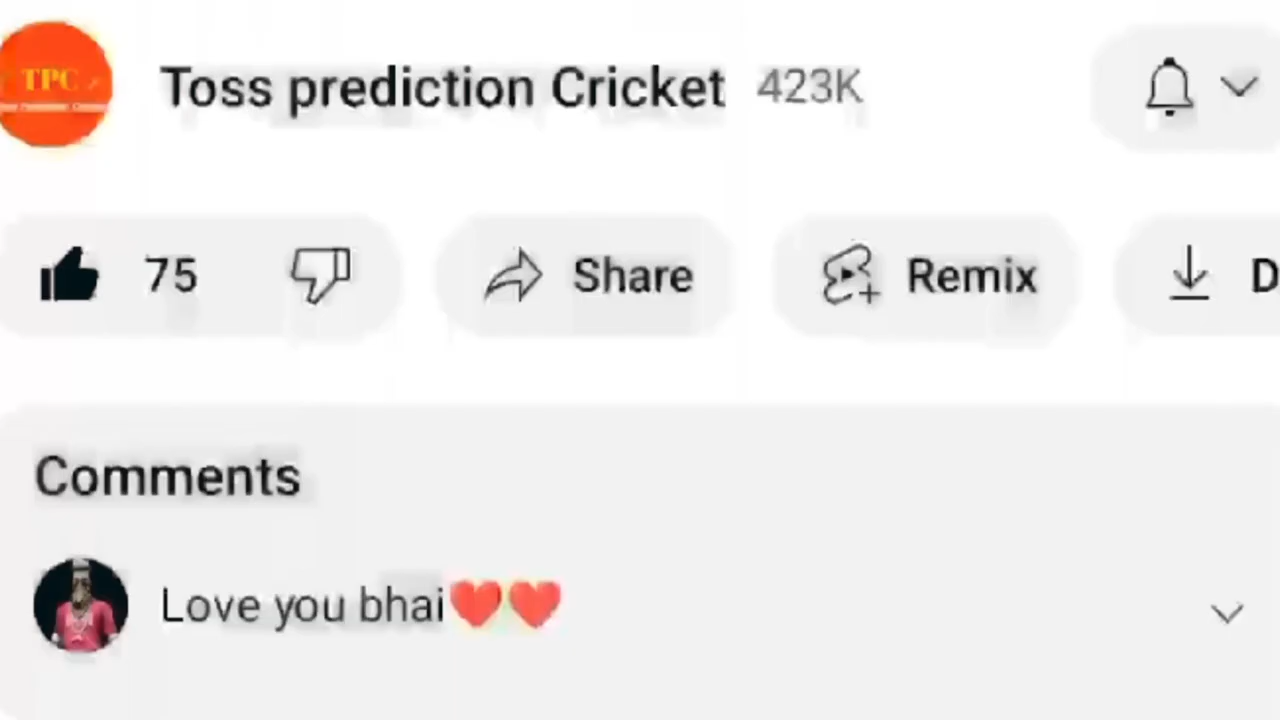 TPC
Toss prediction Cricket 423K
75 Share Remix D
Comments
Love you bhai❤️❤️